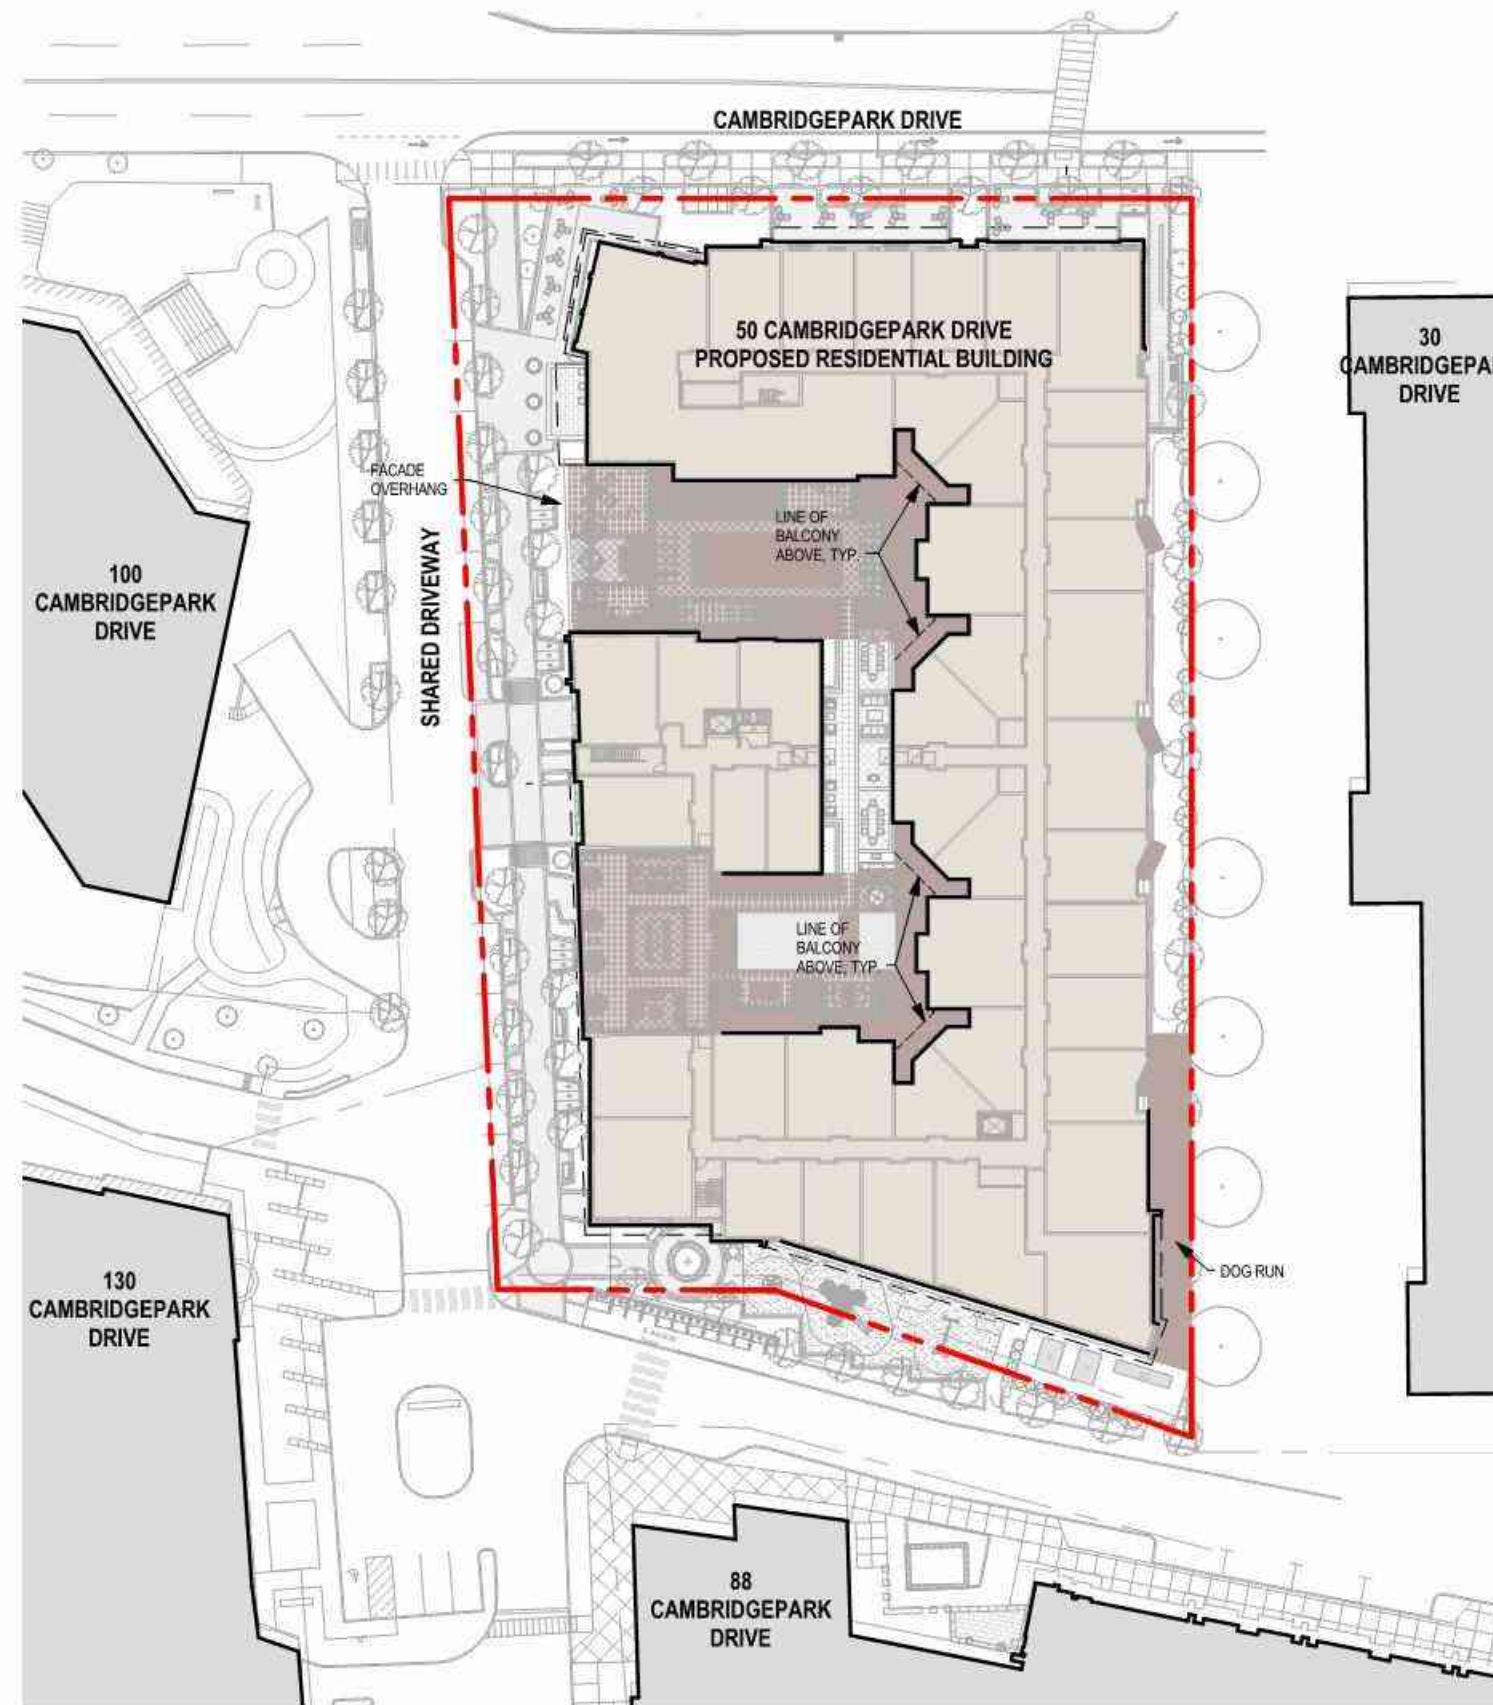 CAMBRIDGEPARK DRIVE
50 CAMBRIDGEPARK DRIVE
PROPOSED RESIDENTIAL BUILDING
30
CAMBRIDGEPA
DRIVE
FACADE
OVERHANG
LINE OF
BALCONY
ABOVE, TYP.
SHARED DRIVEWAY
100
CAMBRIDGEPARK
DRIVE
LINE OF
BALCONY
ABOVE, TYP.
DOG RUN
130
CAMBRIDGEPARK
DRIVE
88
CAMBRIDGEPARK
DRIVE